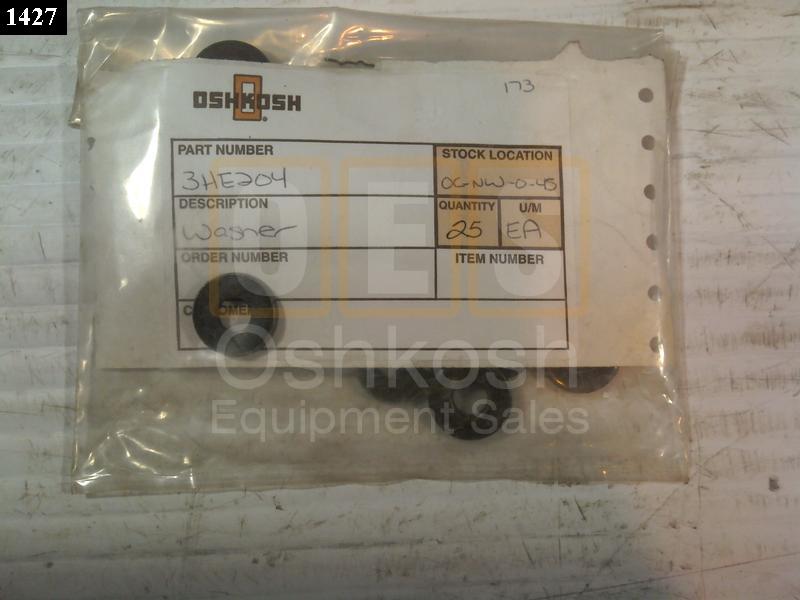 1427
173
OSHKOSH
PART NUMBER
3HE204
STOCK LOCATION
OGNW-0-45
DESCRIPTION
Washer
QUANTITY
25
U/M
EA
ORDER NUMBER
ITEM NUMBER
OES
Oshkosh
Equipment Sales